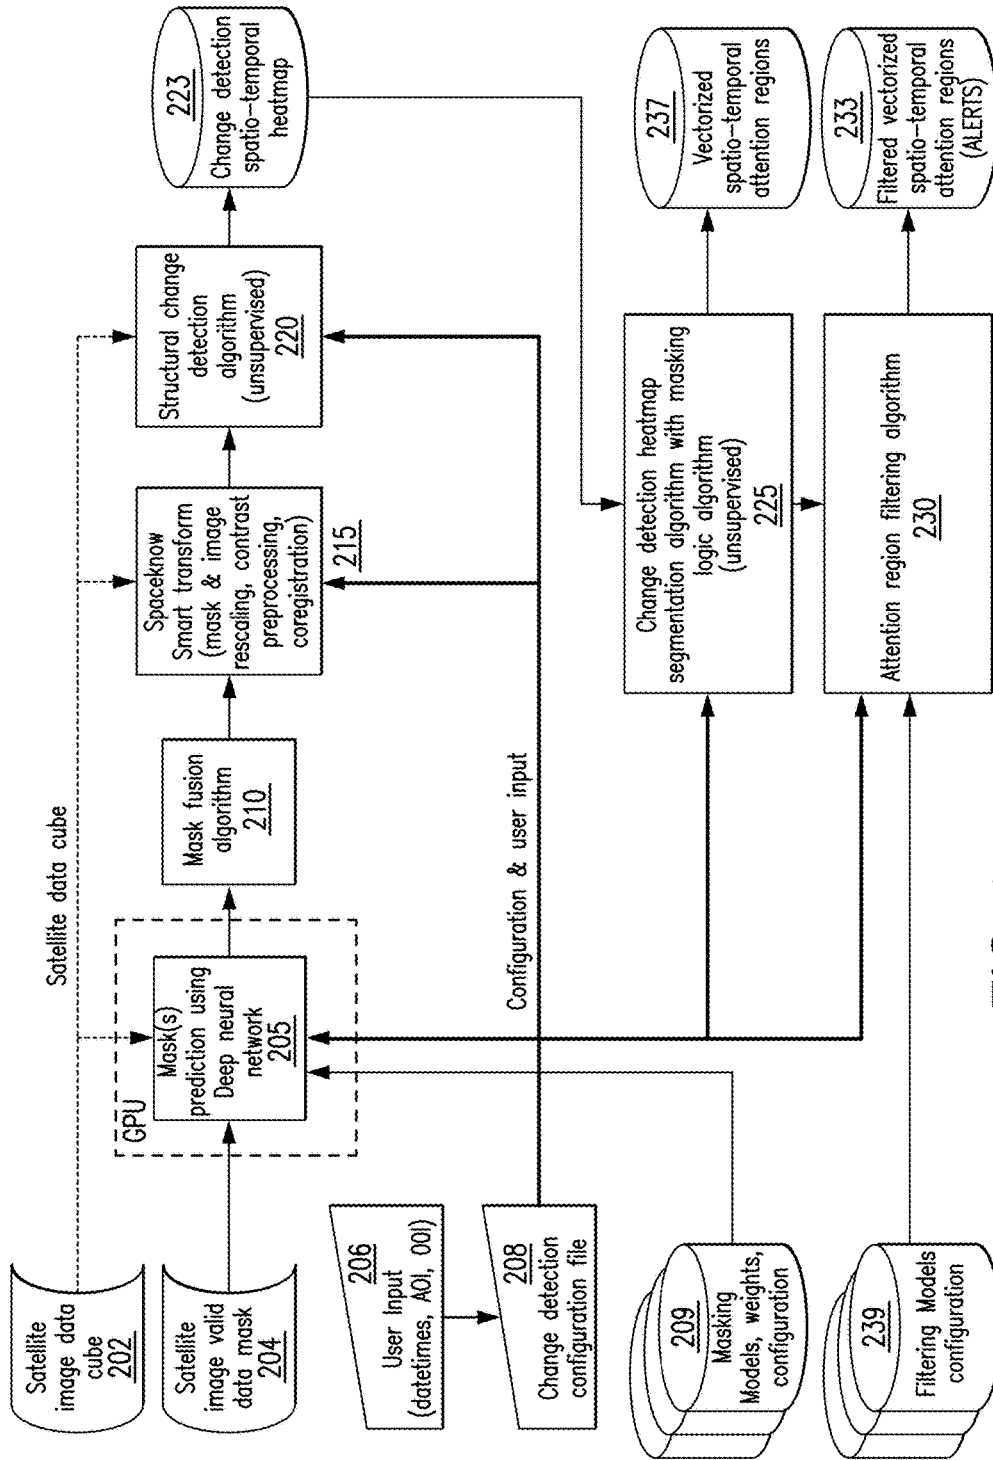 Satellite
image data
cube
202
Satellite
image valid
data mask
204
Satellite data cube
GPU
Mask(s)
prediction using
Deep neural
network
205
Mask fusion
algorithm
210
Spaceknow
Smart transform
(mask & image
rescaling, contrast
preprocessing,
coregistration)
215
Structural change
detection
algorithm
(unsupervised)
220
223
Change detection
spatio-temporal
heatmap
206
User Input
(datetimes, AOI, OOI)
208
Change detection
configuration file
Configuration & user input
209
Masking
Models, weights,
configuration
Change detection heatmap
segmentation algorithm with masking
logic algorithm
(unsupervised)
225
237
Vectorized
spatio-temporal
attention regions
239
Filtering Models
configuration
Attention region filtering algorithm
230
233
Filtered vectorized
spatio-temporal
attention regions
(ALERTS)